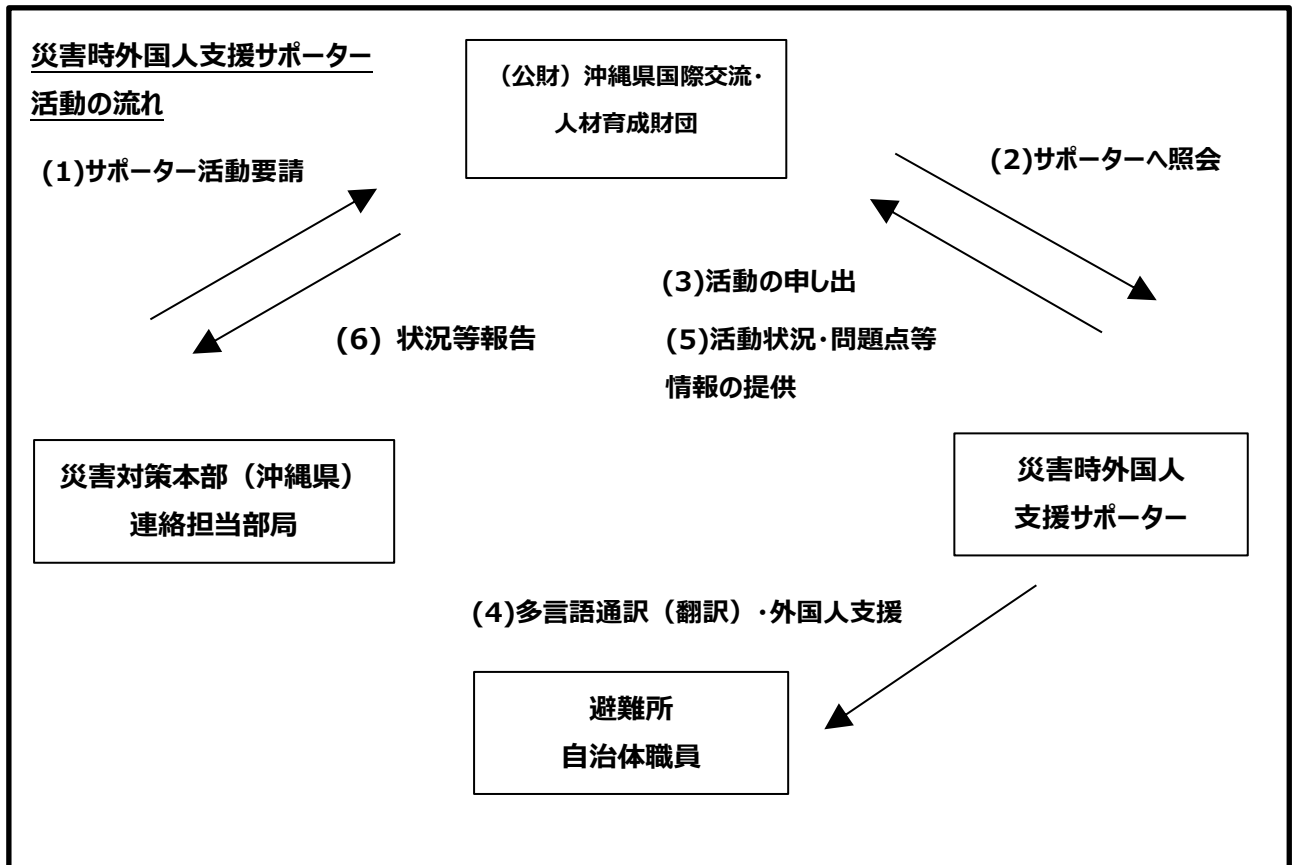 災害時外国人支援サポーター
活動の流れ
（公財）沖縄県国際交流・
人材育成財団
(1)サポーター活動要請
(2)サポーターへ照会
(3)活動の申し出
(6) 状況等報告
(5)活動状況・問題点等
情報の提供
災害対策本部（沖縄県）
連絡担当部局
災害時外国人
支援サポーター
(4)多言語通訳（翻訳）・外国人支援
避難所
自治体職員